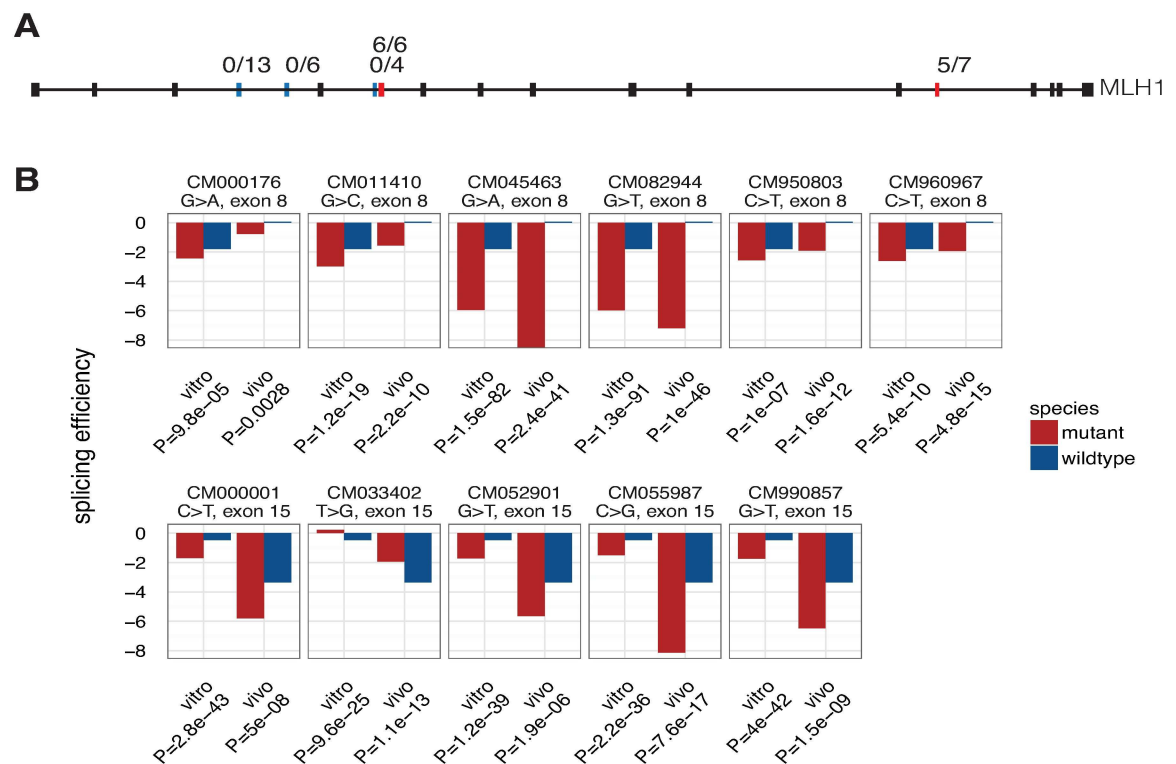 A
6/6
0/13 0/6 0/4 5/7
MLH1
B
CM000176 CM011410 CM045463 CM082944 CM950803 CM960967
G>A, exon 8 G>C, exon 8 G>A, exon 8 G>T, exon 8 C>T, exon 8 C>T, exon 8
0
−2
−4
−6
−8
vitro vivo vitro vivo vitro vivo vitro vivo vitro vivo vitro vivo
P=9.8e−05 P=0.0028 P=1.2e−19 P=2.2e−10 P=1.5e−82 P=2.4e−41 P=1.3e−91 P=1e−46 P=1e−07 P=1.6e−12 P=5.4e−10 P=4.8e−15
splicing efficiency
species
mutant
wildtype
CM000001 CM033402 CM052901 CM055987 CM990857
C>T, exon 15 T>G, exon 15 G>T, exon 15 C>G, exon 15 G>T, exon 15
0
−2
−4
−6
−8
vitro vivo vitro vivo vitro vivo vitro vivo vitro vivo
P=2.8e−43 P=5e−08 P=9.6e−25 P=1.1e−13 P=1.2e−39 P=1.9e−06 P=2.2e−36 P=7.6e−17 P=4e−42 P=1.5e−09